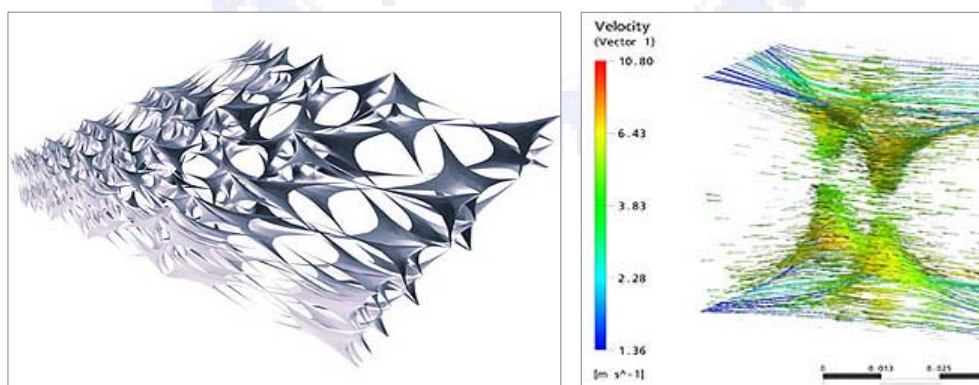 Velocity
(Vector 1)
10.80
6.43
3.83
2.28
1.36
[m s^-1]
0 0.013 0.025